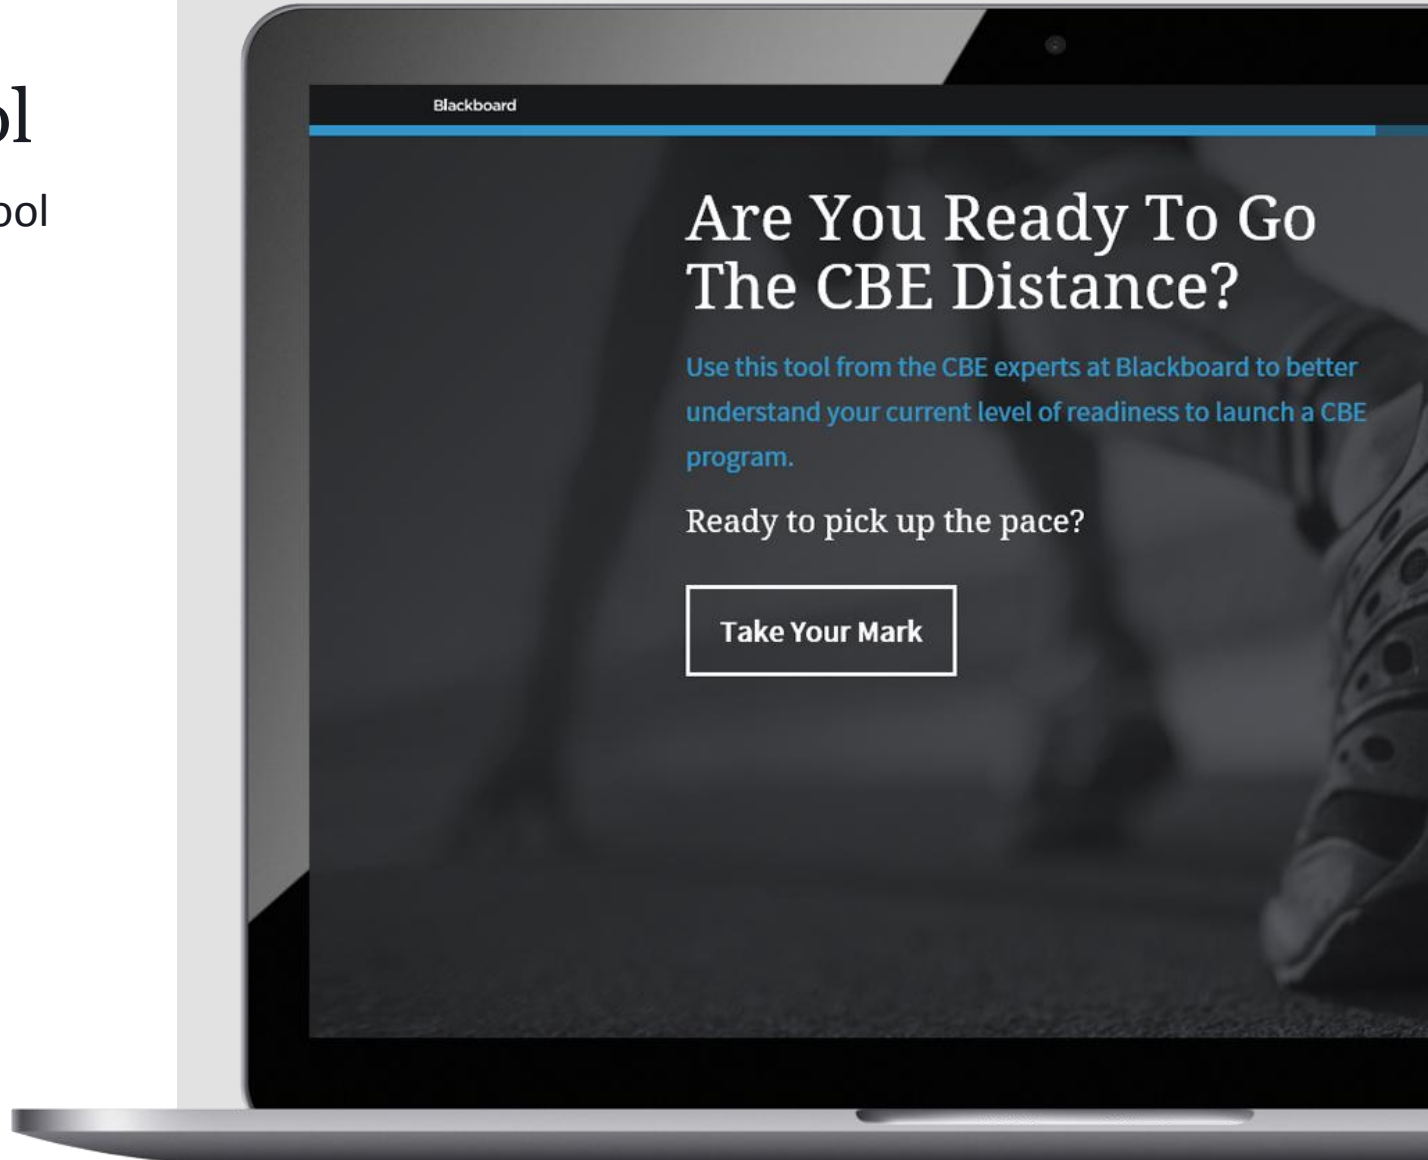 Blackboard
Are You Ready To Go
The CBE Distance?
Use this tool from the CBE experts at Blackboard to better
understand your current level of readiness to launch a CBE
program.
Ready to pick up the pace?
Take Your Mark